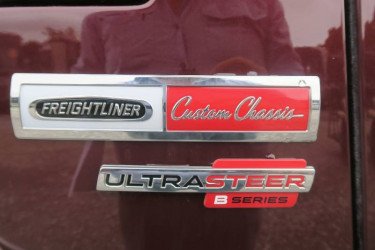 FREIGHTLINER Custom Chassis
ULTRASTEER
B SERIES